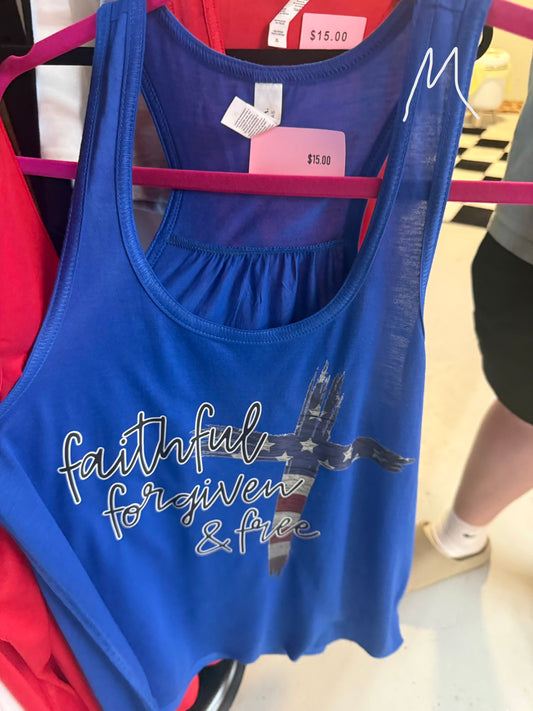 $15.00
M
$15.00
faithful
forgiven
& free